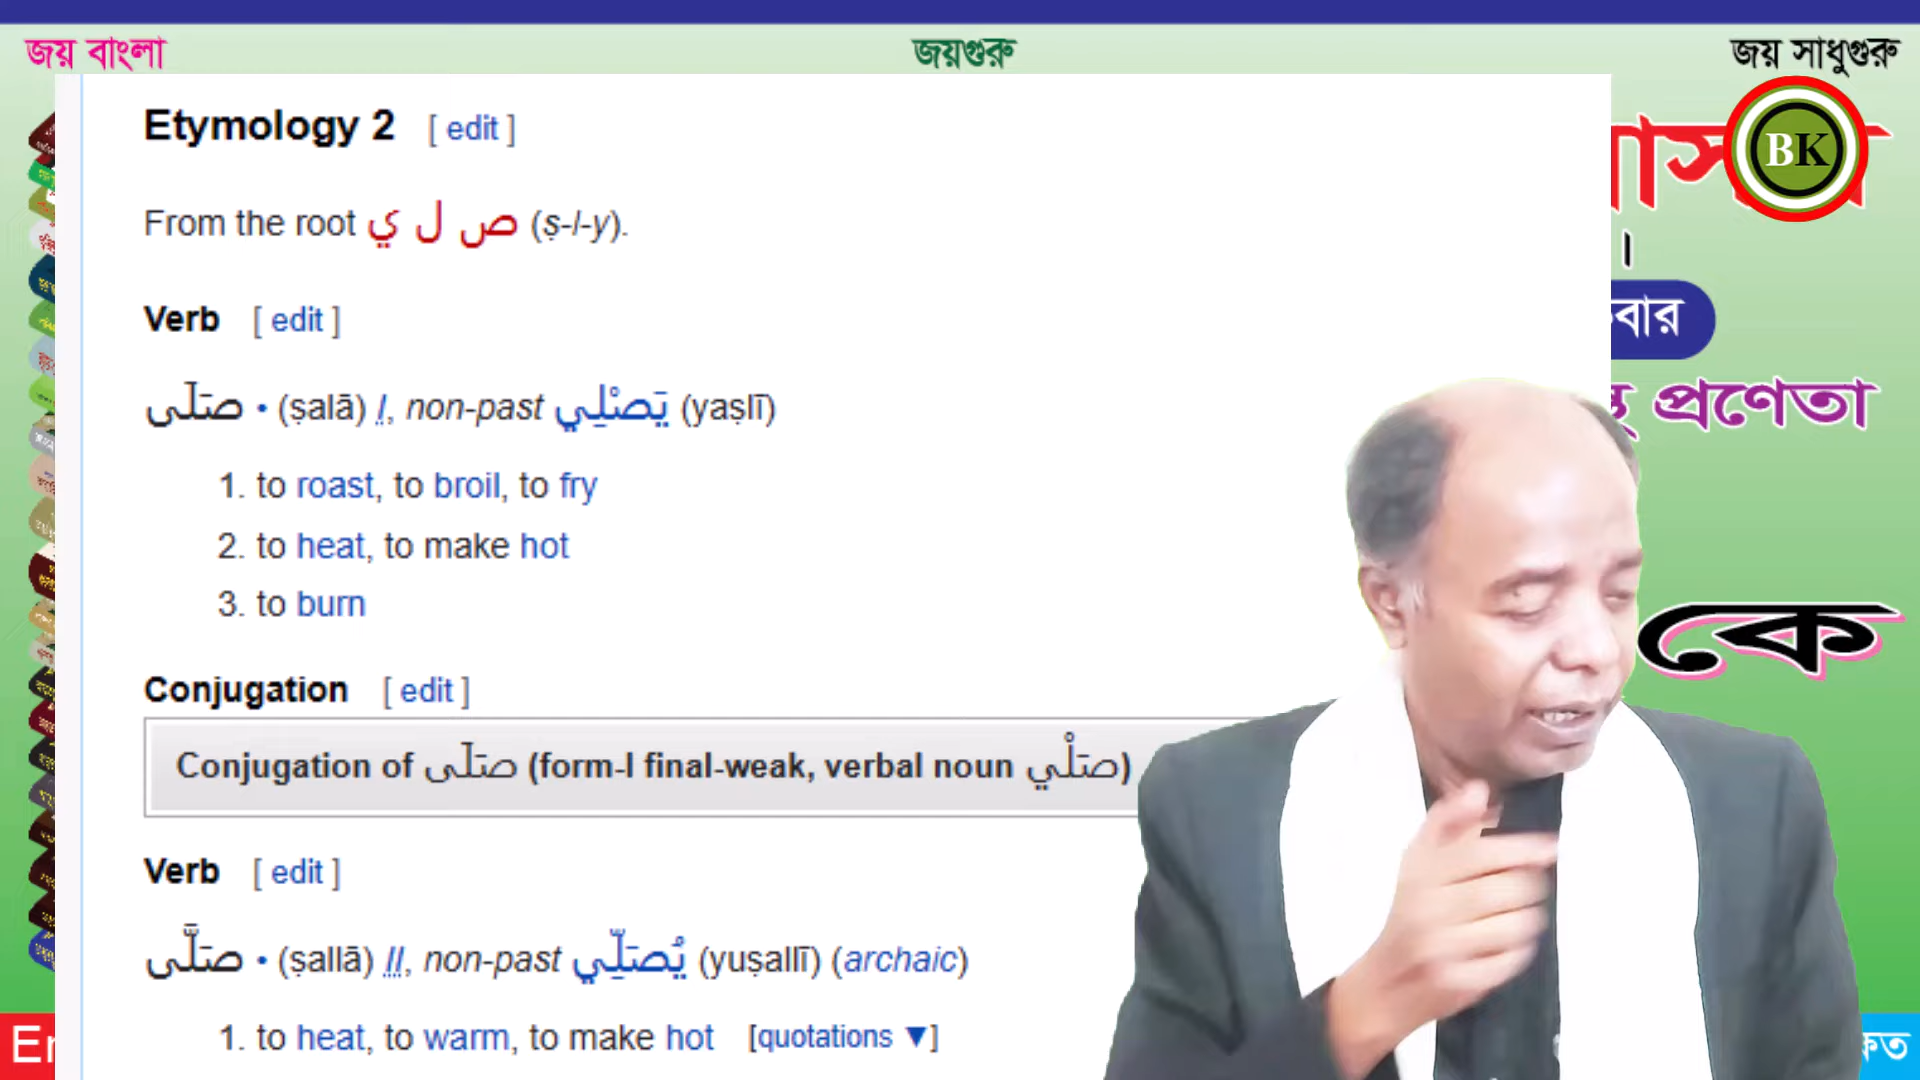 জয় বাংলা
জয়গুরু
জয় সাধুগুরু
BK
Etymology 2 [ edit ]
From the root ص ل ي (ṣ-l-y).
Verb [ edit ]
صَلَى • (ṣalā) I, non-past يَصْلِي (yaṣlī)
1. to roast, to broil, to fry
2. to heat, to make hot
3. to burn
Conjugation [ edit ]
Conjugation of صَلَى (form-I final-weak, verbal noun صَلْي)
Verb [ edit ]
صَلَّى • (ṣallā) II, non-past يُصَلِّي (yuṣallī) (archaic)
1. to heat, to warm, to make hot [quotations ▼]
বার
প্রণেতা
কে